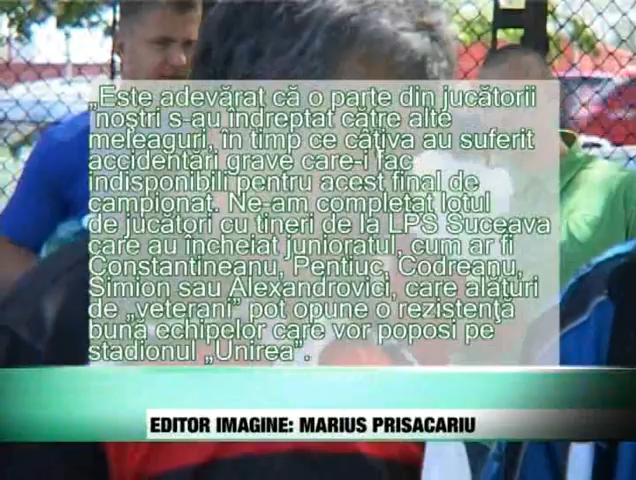 „Este adevărat că o parte din jucătorii
noştri s-au îndreptat către alte
meleaguri, în timp ce câţiva au suferit
accidentări grave care-i fac
indisponibili pentru acest final de
campionat. Ne-am completat lotul
de jucători cu tineri de la LPS Suceava
care au încheiat junioratul, cum ar fi
Constantineanu, Pentiuc, Codreanu,
Simion sau Alexandrovici, care alături
de „veterani” pot opune o rezistenţă
bună echipelor care vor poposi pe
stadionul „Unirea”.
EDITOR IMAGINE: MARIUS PRISACARIU